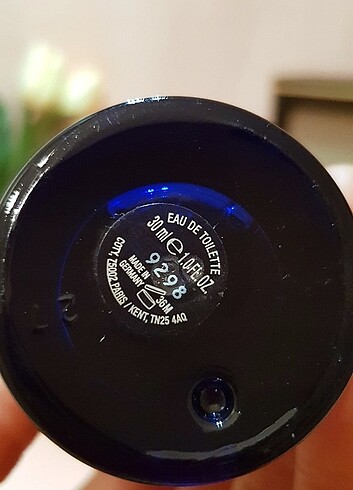 EAU DE TOILETTE
30 ml e 1.0 FL. OZ.
9298
MADE IN
GERMANY
36M
COTY, 75002 PARIS / KENT, TN25 4AQ